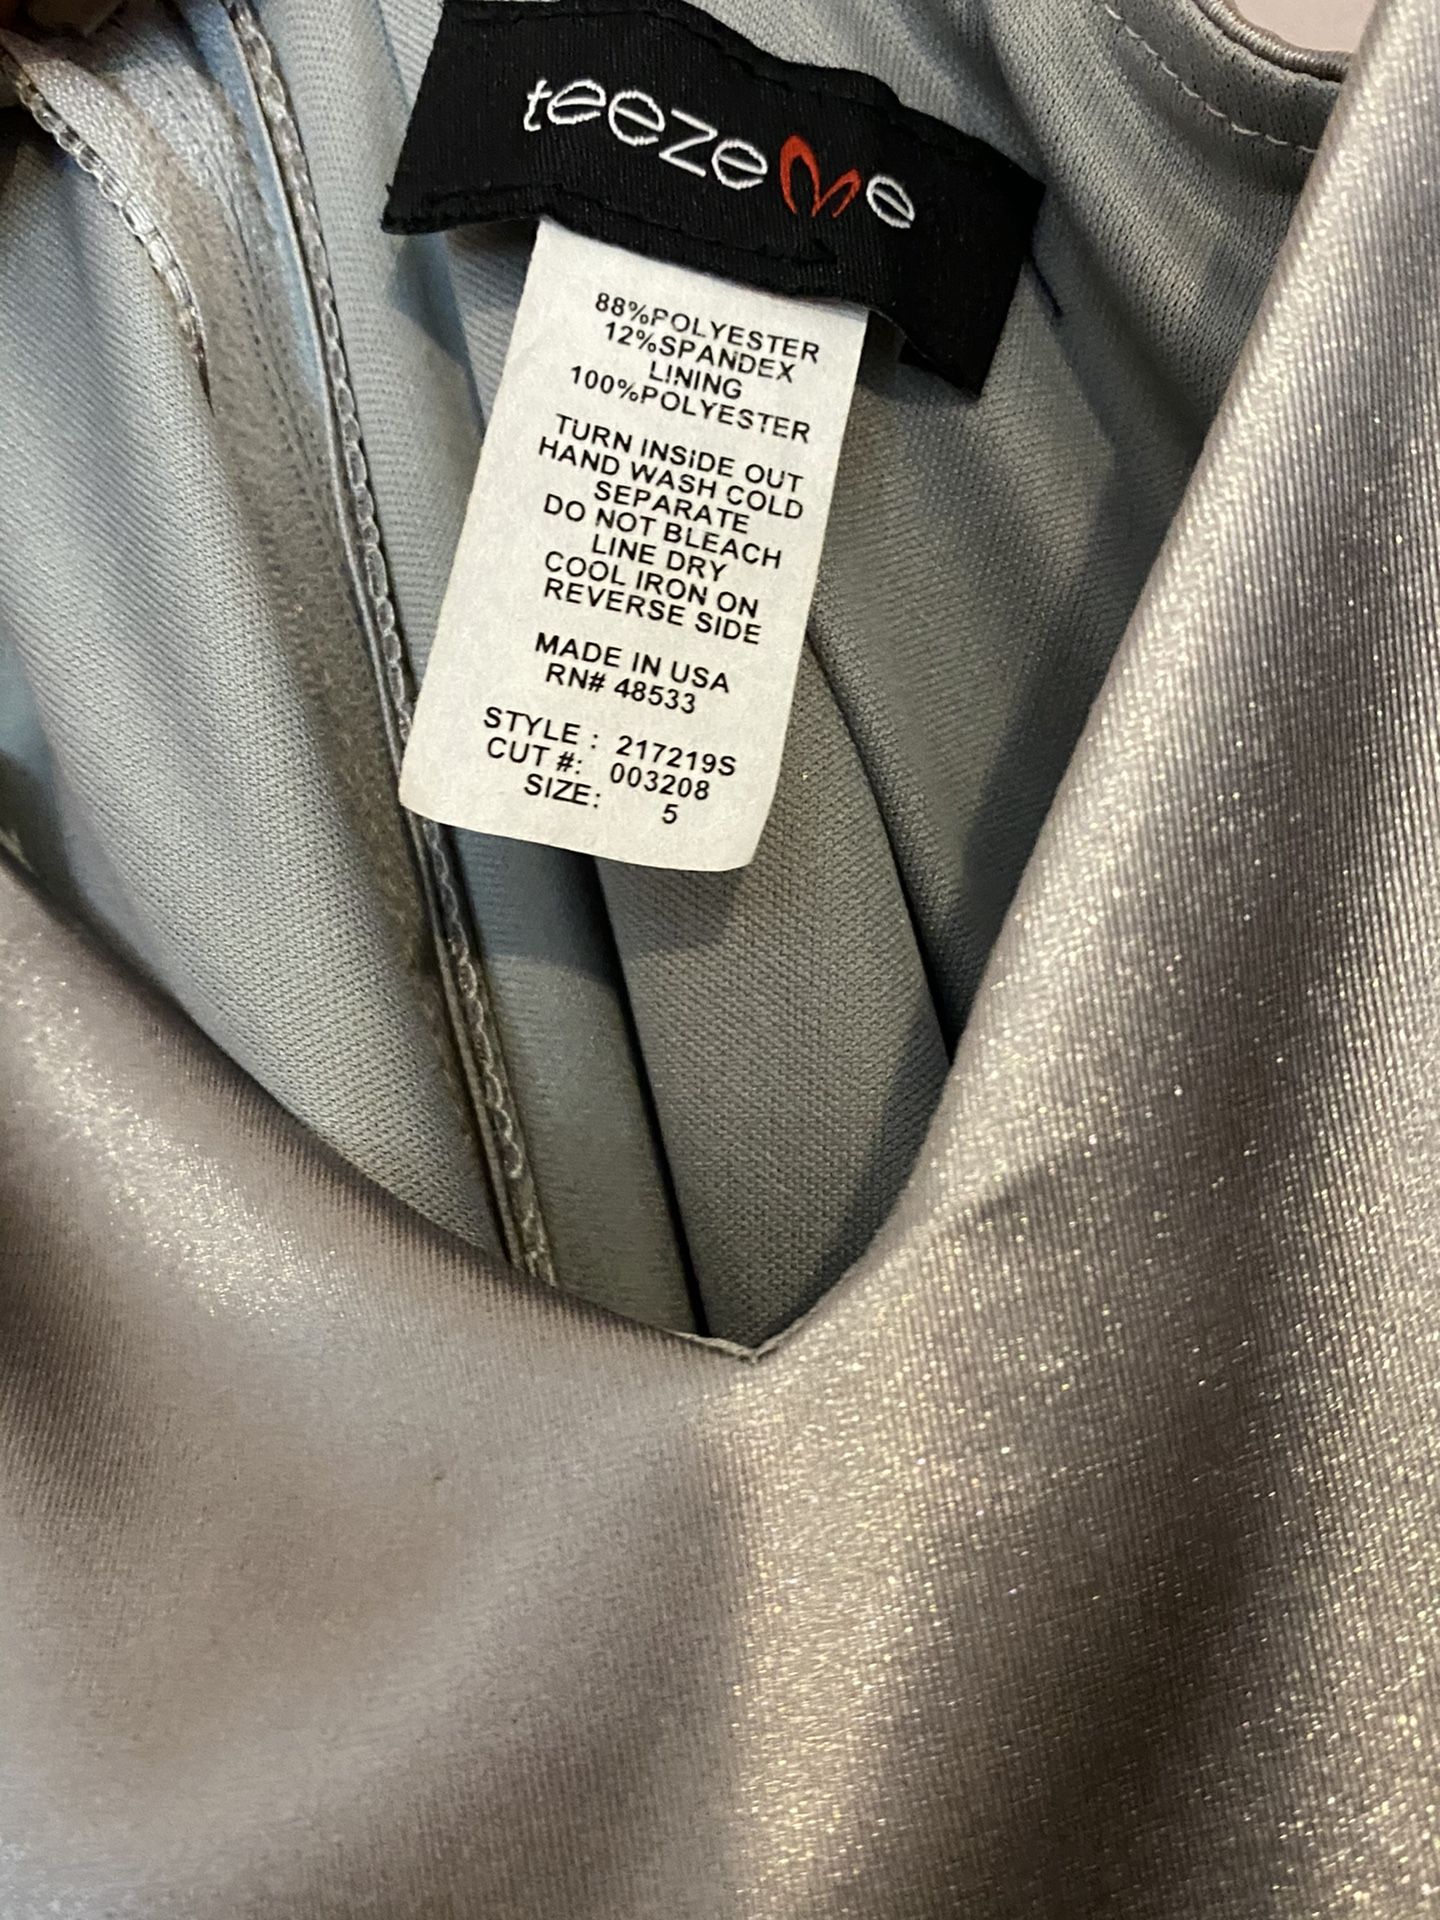 teezeMe
88%POLYESTER
12%SPANDEX
LINING
100%POLYESTER
TURN INSIDE OUT
HAND WASH COLD
SEPARATE
DO NOT BLEACH
LINE DRY
COOL IRON ON
REVERSE SIDE
MADE IN USA
RN# 48533
STYLE : 217219S
CUT #: 003208
SIZE: 5